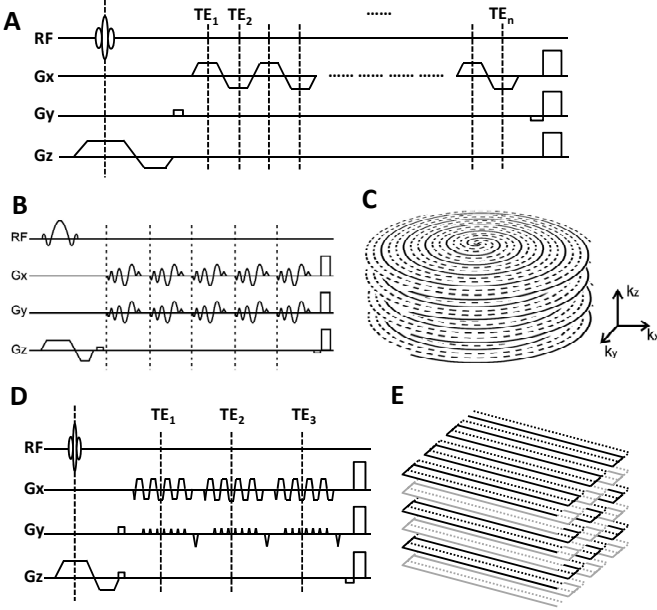 A
TE1 TE2 ...... TEn
RF
Gx ...... ......
Gy
Gz
B
RF
Gx
Gy
Gz
C
kz
kx
ky
D
TE1 TE2 TE3
RF
Gx
Gy
Gz
E